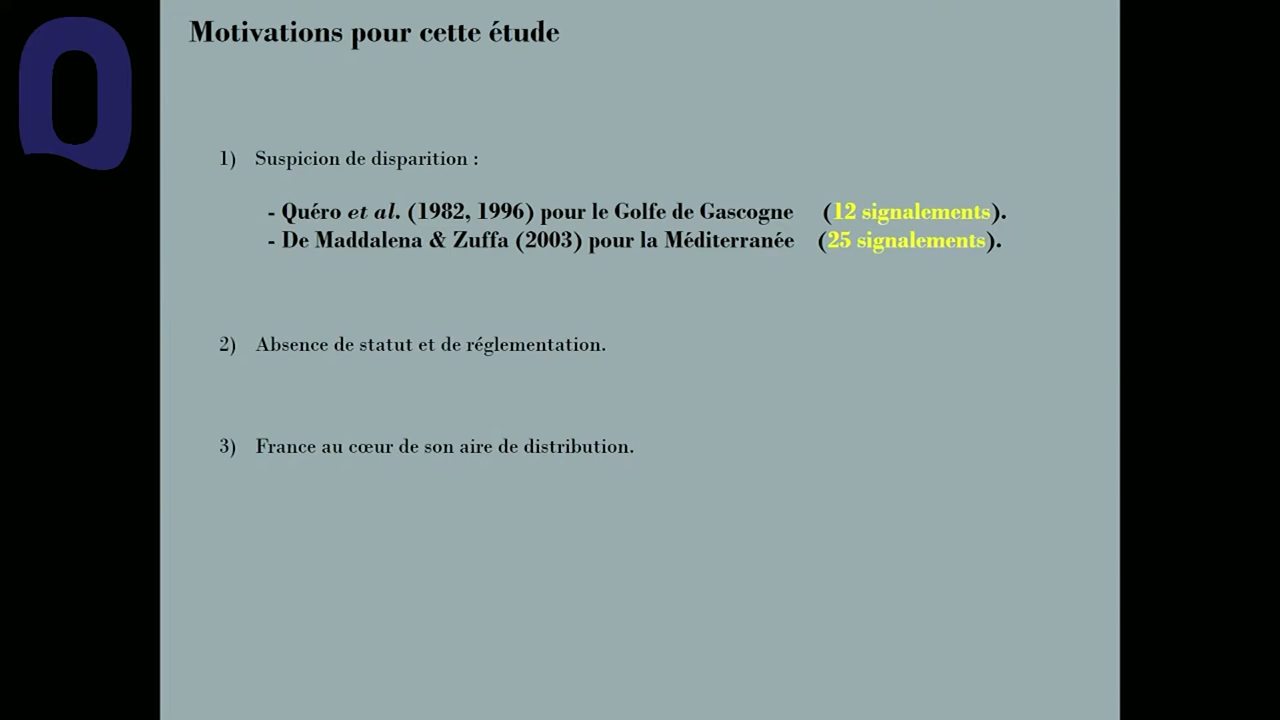 Q
Motivations pour cette étude
1) Suspicion de disparition :
- Quéro et al. (1982, 1996) pour le Golfe de Gascogne (12 signalements).
- De Maddalena & Zuffa (2003) pour la Méditerranée (25 signalements).
2) Absence de statut et de réglementation.
3) France au cœur de son aire de distribution.